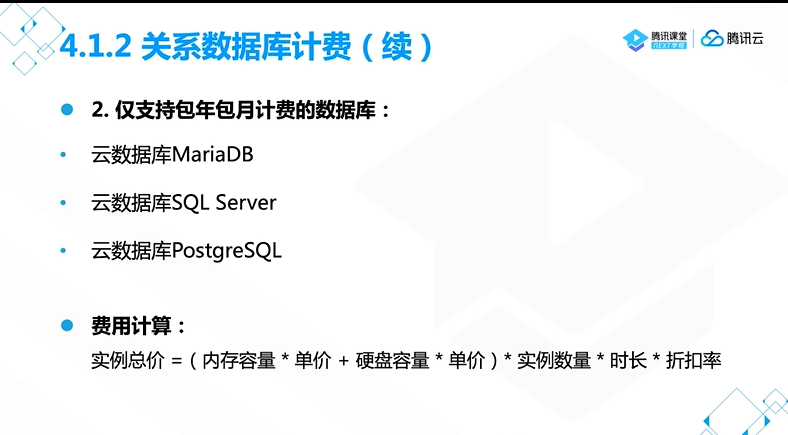 4.1.2 关系数据库计费（续）
腾讯课堂
NEXT学院
腾讯云
2. 仅支持包年包月计费的数据库：
云数据库MariaDB
云数据库SQL Server
云数据库PostgreSQL
费用计算：
实例总价 =（内存容量 * 单价 + 硬盘容量 * 单价）* 实例数量 * 时长 * 折扣率